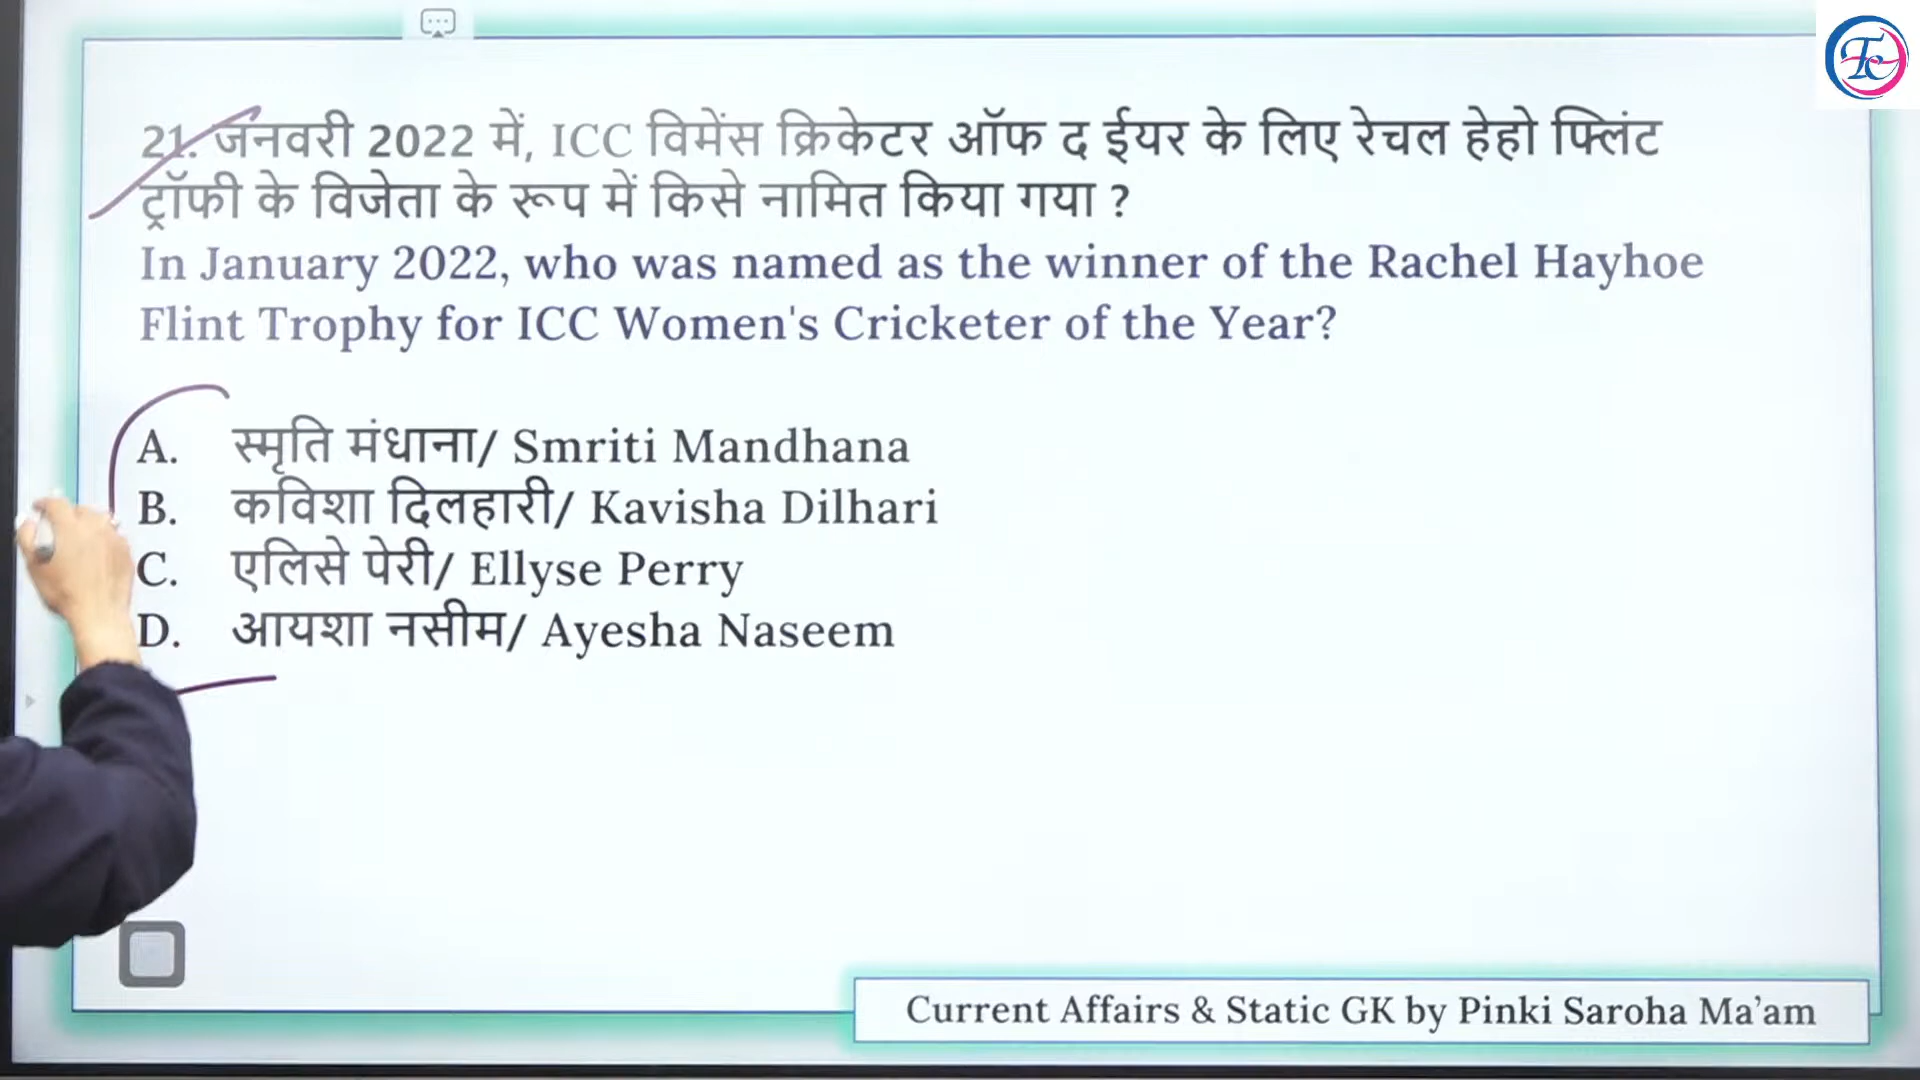 Tc
21. जनवरी 2022 में, ICC विमेंस क्रिकेटर ऑफ द ईयर के लिए रेचल हेहो फ्लिंट
ट्रॉफी के विजेता के रूप में किसे नामित किया गया ?
In January 2022, who was named as the winner of the Rachel Hayhoe
Flint Trophy for ICC Women's Cricketer of the Year?
A. स्मृति मंधाना/ Smriti Mandhana
B. कविशा दिलहारी/ Kavisha Dilhari
C. एलिसे पेरी/ Ellyse Perry
D. आयशा नसीम/ Ayesha Naseem
Current Affairs & Static GK by Pinki Saroha Ma’am